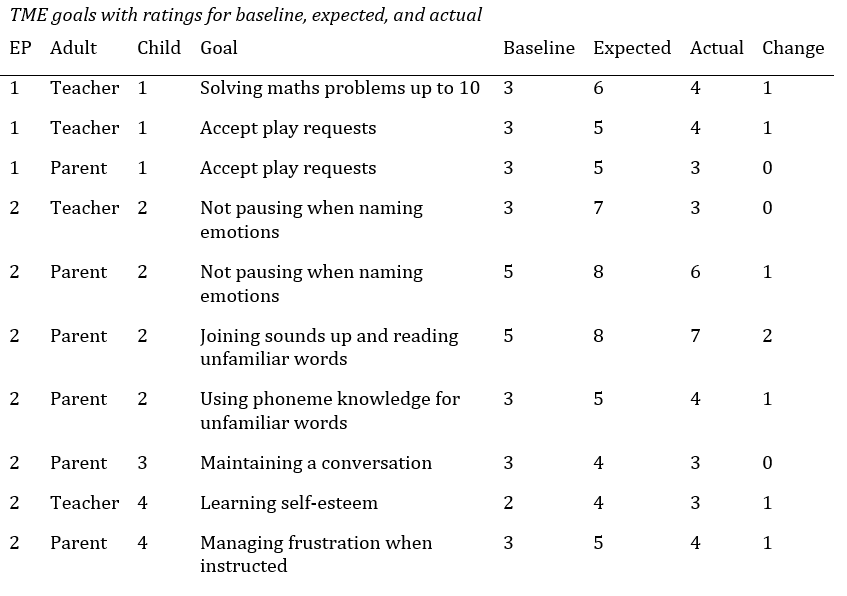 TME goals with ratings for baseline, expected, and actual
EP Adult Child Goal Baseline Expected Actual Change
1 Teacher 1 Solving maths problems up to 10 3 6 4 1
1 Teacher 1 Accept play requests 3 5 4 1
1 Parent 1 Accept play requests 3 5 3 0
2 Teacher 2 Not pausing when naming 3 7 3 0
emotions
2 Parent 2 Not pausing when naming 5 8 6 1
emotions
2 Parent 2 Joining sounds up and reading 5 8 7 2
unfamiliar words
2 Parent 2 Using phoneme knowledge for 3 5 4 1
unfamiliar words
2 Parent 3 Maintaining a conversation 3 4 3 0
2 Teacher 4 Learning self-esteem 2 4 3 1
2 Parent 4 Managing frustration when 3 5 4 1
instructed